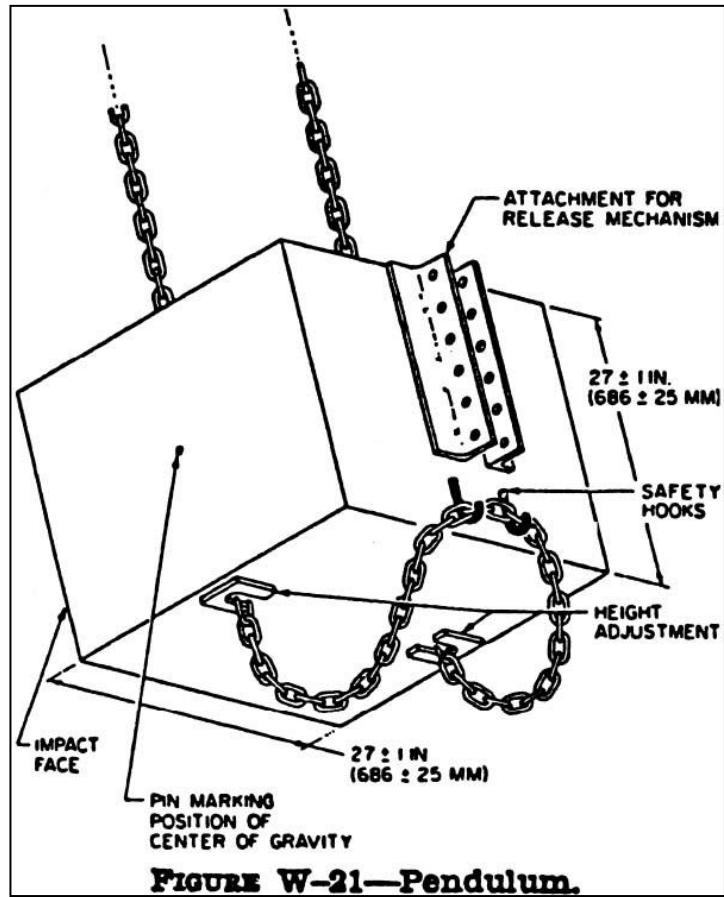 ATTACHMENT FOR
RELEASE MECHANISM
27 ± 1 IN.
(686 ± 25 MM)
SAFETY
HOOKS
HEIGHT
ADJUSTMENT
27 ± 1 IN
(686 ± 25 MM)
IMPACT
FACE
PIN MARKING
POSITION OF
CENTER OF GRAVITY
FIGURE W-21—Pendulum.